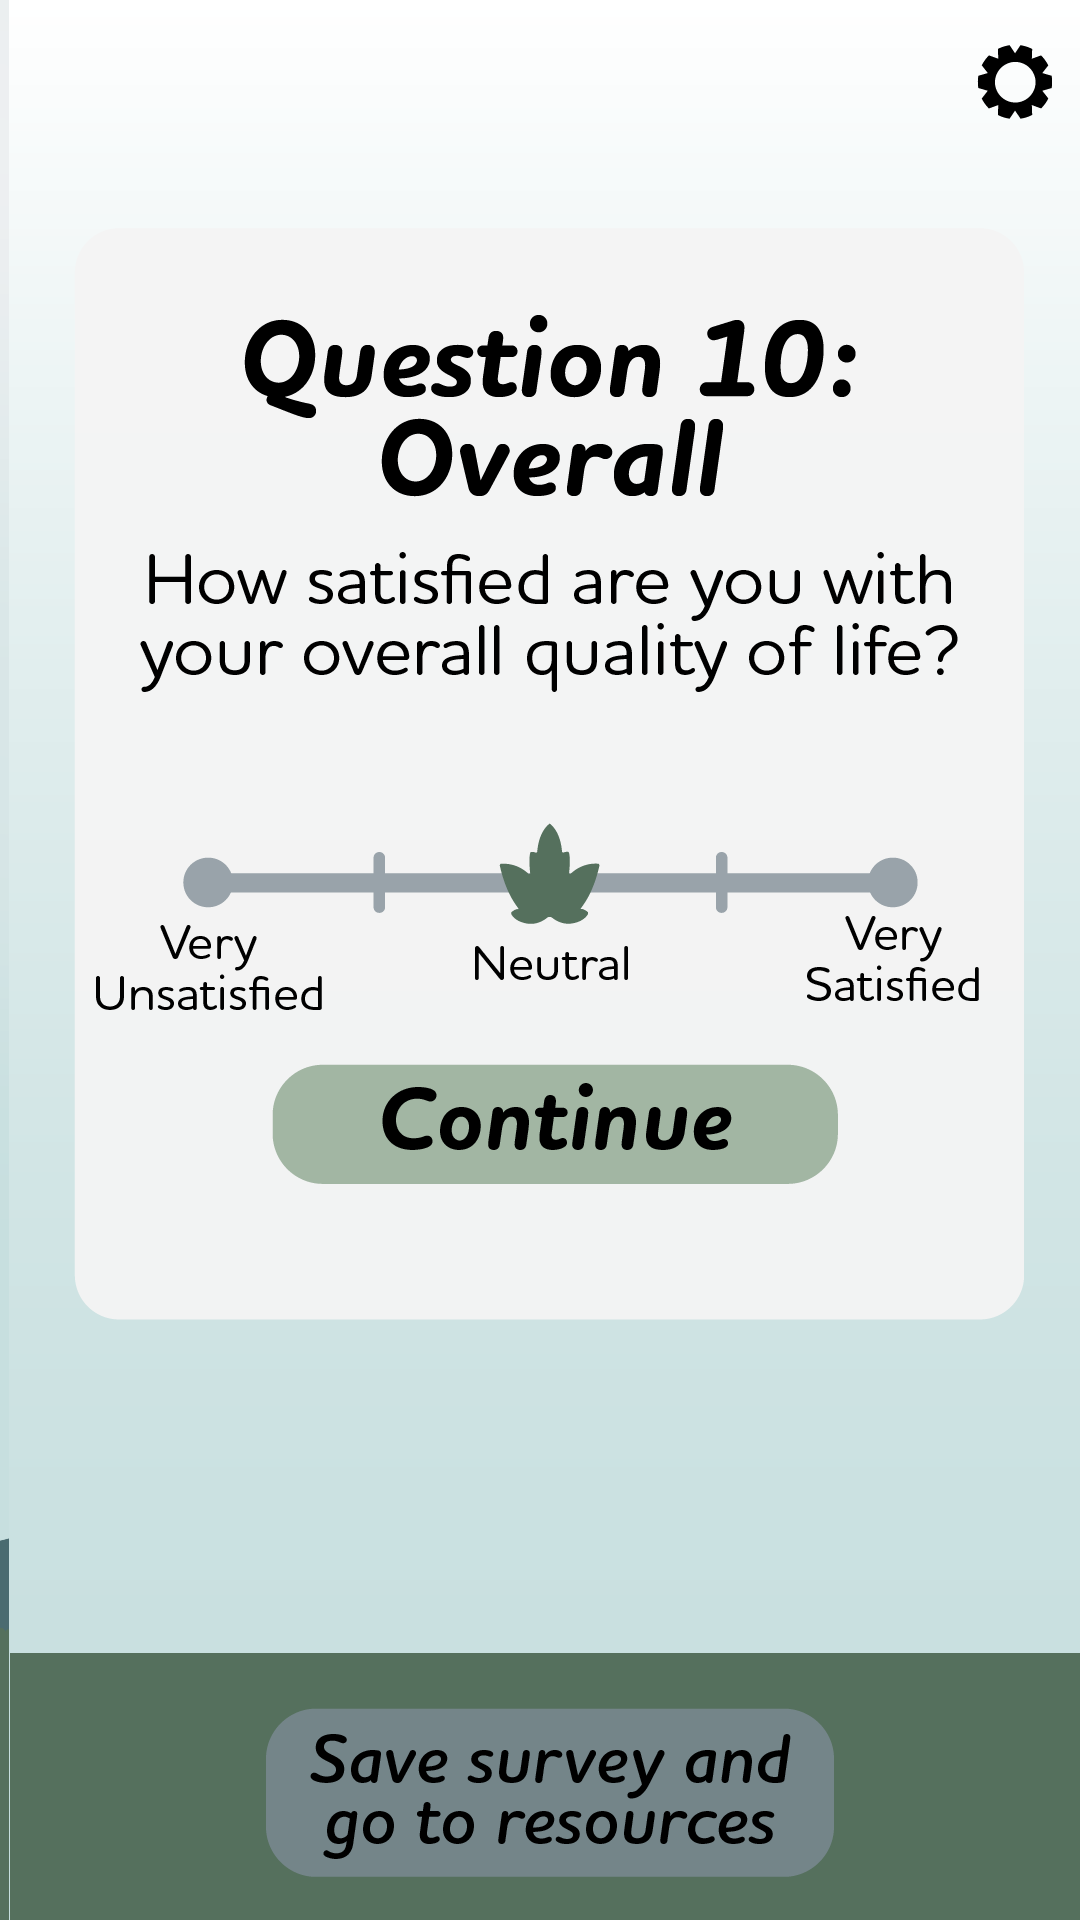 Question 10:
Overall
How satisfied are you with
your overall quality of life?
Very
Unsatisfied
Neutral
Very
Satisfied
Continue
Save survey and
go to resources